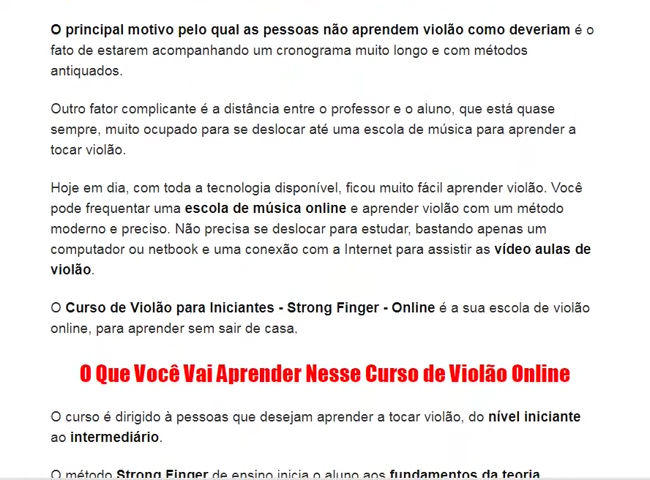 O principal motivo pelo qual as pessoas não aprendem violão como deveriam é o
fato de estarem acompanhando um cronograma muito longo e com métodos
antiquados.
Outro fator complicante é a distância entre o professor e o aluno, que está quase
sempre, muito ocupado para se deslocar até uma escola de música para aprender a
tocar violão.
Hoje em dia, com toda a tecnologia disponível, ficou muito fácil aprender violão. Você
pode frequentar uma escola de música online e aprender violão com um método
moderno e preciso. Não precisa se deslocar para estudar, bastando apenas um
computador ou netbook e uma conexão com a Internet para assistir as vídeo aulas de
violão.
O Curso de Violão para Iniciantes - Strong Finger - Online é a sua escola de violão
online, para aprender sem sair de casa.
O Que Você Vai Aprender Nesse Curso de Violão Online
O curso é dirigido à pessoas que desejam aprender a tocar violão, do nível iniciante
ao intermediário.
O método Strong Finger de ensino inicia o aluno aos fundamentos da teoria